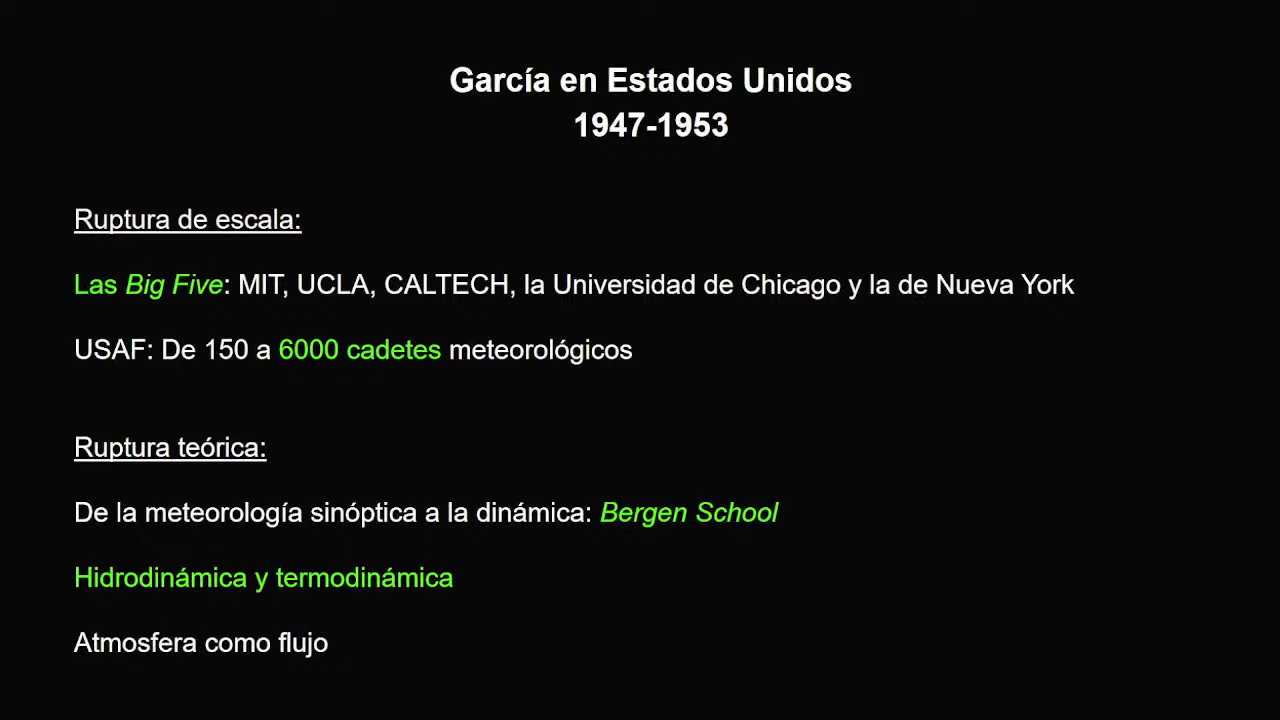 García en Estados Unidos
1947-1953
Ruptura de escala:
Las Big Five: MIT, UCLA, CALTECH, la Universidad de Chicago y la de Nueva York
USAF: De 150 a 6000 cadetes meteorológicos
Ruptura teórica:
De la meteorología sinóptica a la dinámica: Bergen School
Hidrodinámica y termodinámica
Atmosfera como flujo